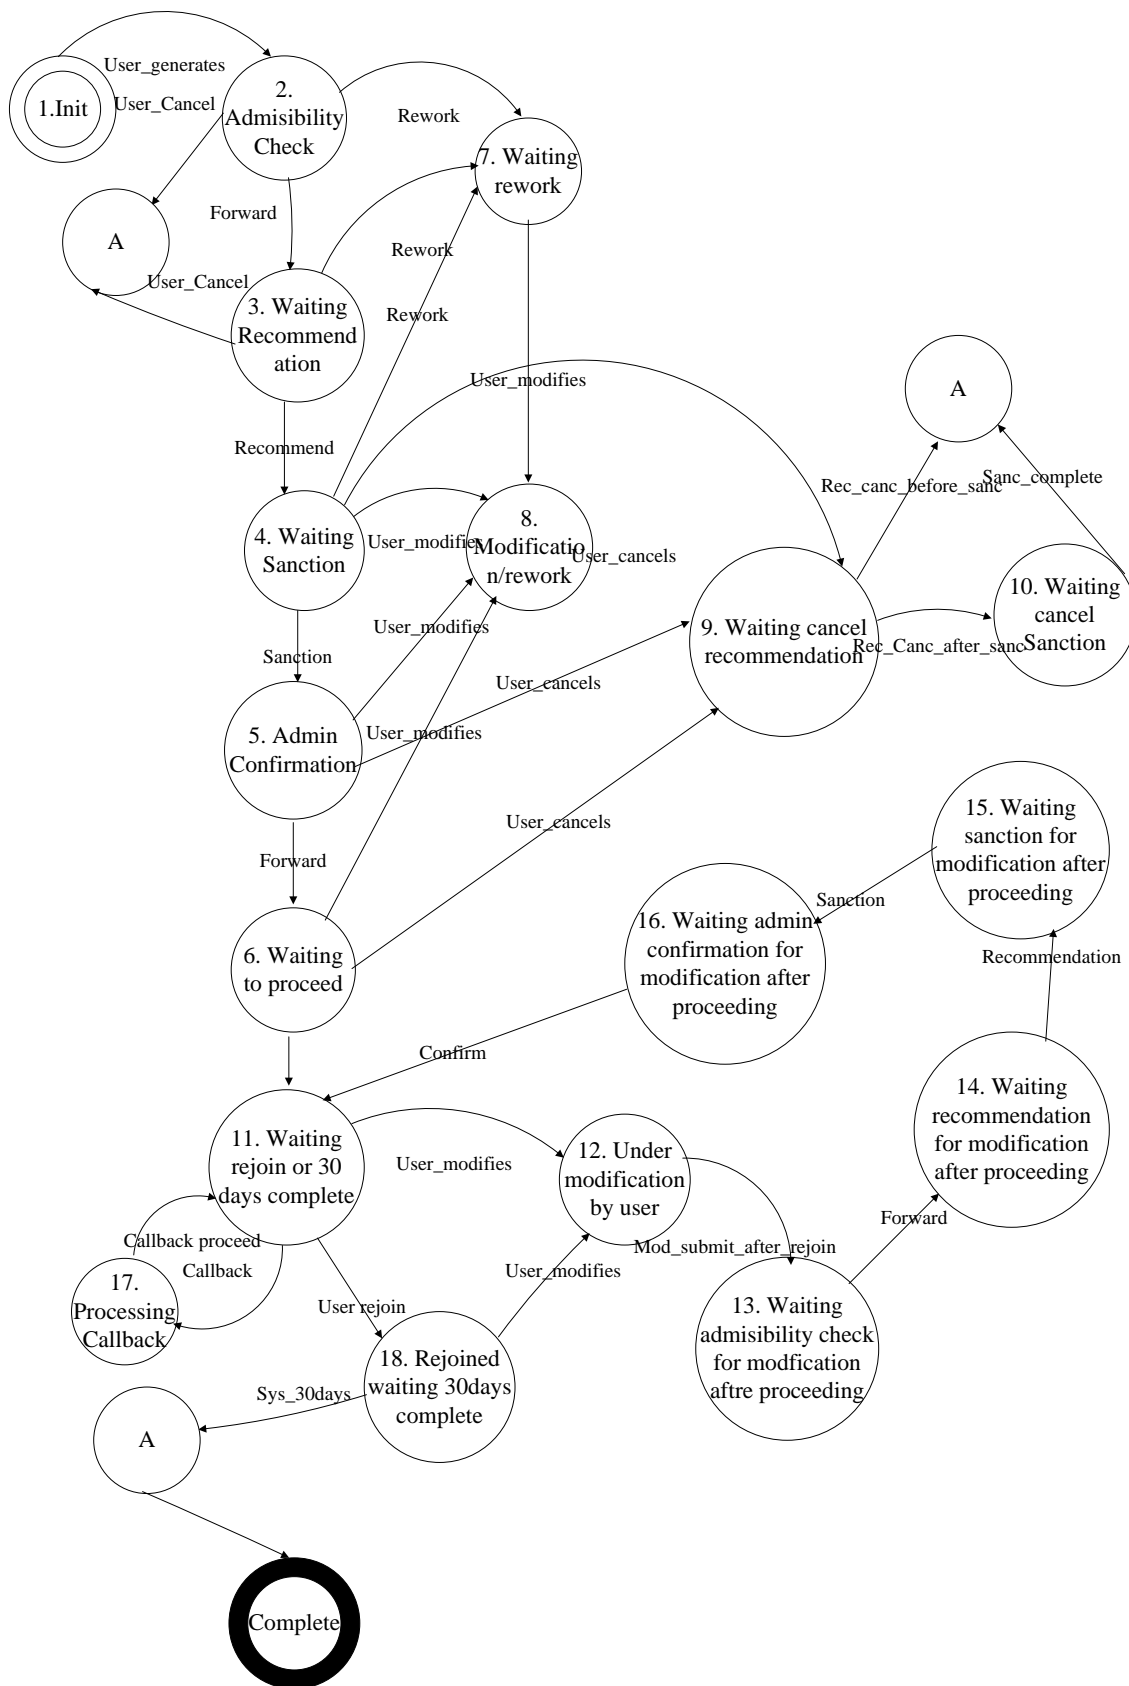 User_generates
1.Init
User_Cancel
2.
Admisibility
Check
Rework
7. Waiting
rework
Forward
A
Rework
User_Cancel
3. Waiting
Recommend
ation
Rework
User_modifies
A
Recommend
Rec_canc_before_sanc
Sanc_complete
4. Waiting
Sanction
User_modifies
8.
Modificatio
n/rework
User_cancels
10. Waiting
cancel
Sanction
User_modifies
9. Waiting cancel
recommendation
Rec_Canc_after_sanc
Sanction
User_cancels
5. Admin
Confirmation
User_modifies
User_cancels
15. Waiting
sanction for
modification after
proceeding
Forward
Sanction
16. Waiting admin
confirmation for
modification after
proceeding
Recommendation
6. Waiting
to proceed
Confirm
14. Waiting
recommendation
for modification
after proceeding
11. Waiting
rejoin or 30
days complete
User_modifies
12. Under
modification
by user
Forward
Callback proceed
Callback
Mod_submit_after_rejoin
User_modifies
17.
Processing
Callback
User rejoin
13. Waiting
admisibility check
for modfication
aftre proceeding
18. Rejoined
waiting 30days
complete
Sys_30days
A
Complete